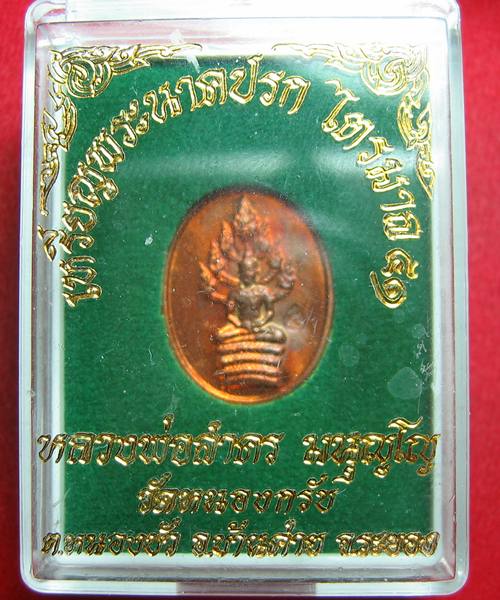 เหรียญพระนาคปรก ไตรมาส ๕๑
หลวงพ่อสาคร มนุญฺโญ
วัดหนองกรับ
ต.หนองบัว อ.บ้านค่าย จ.ระยอง